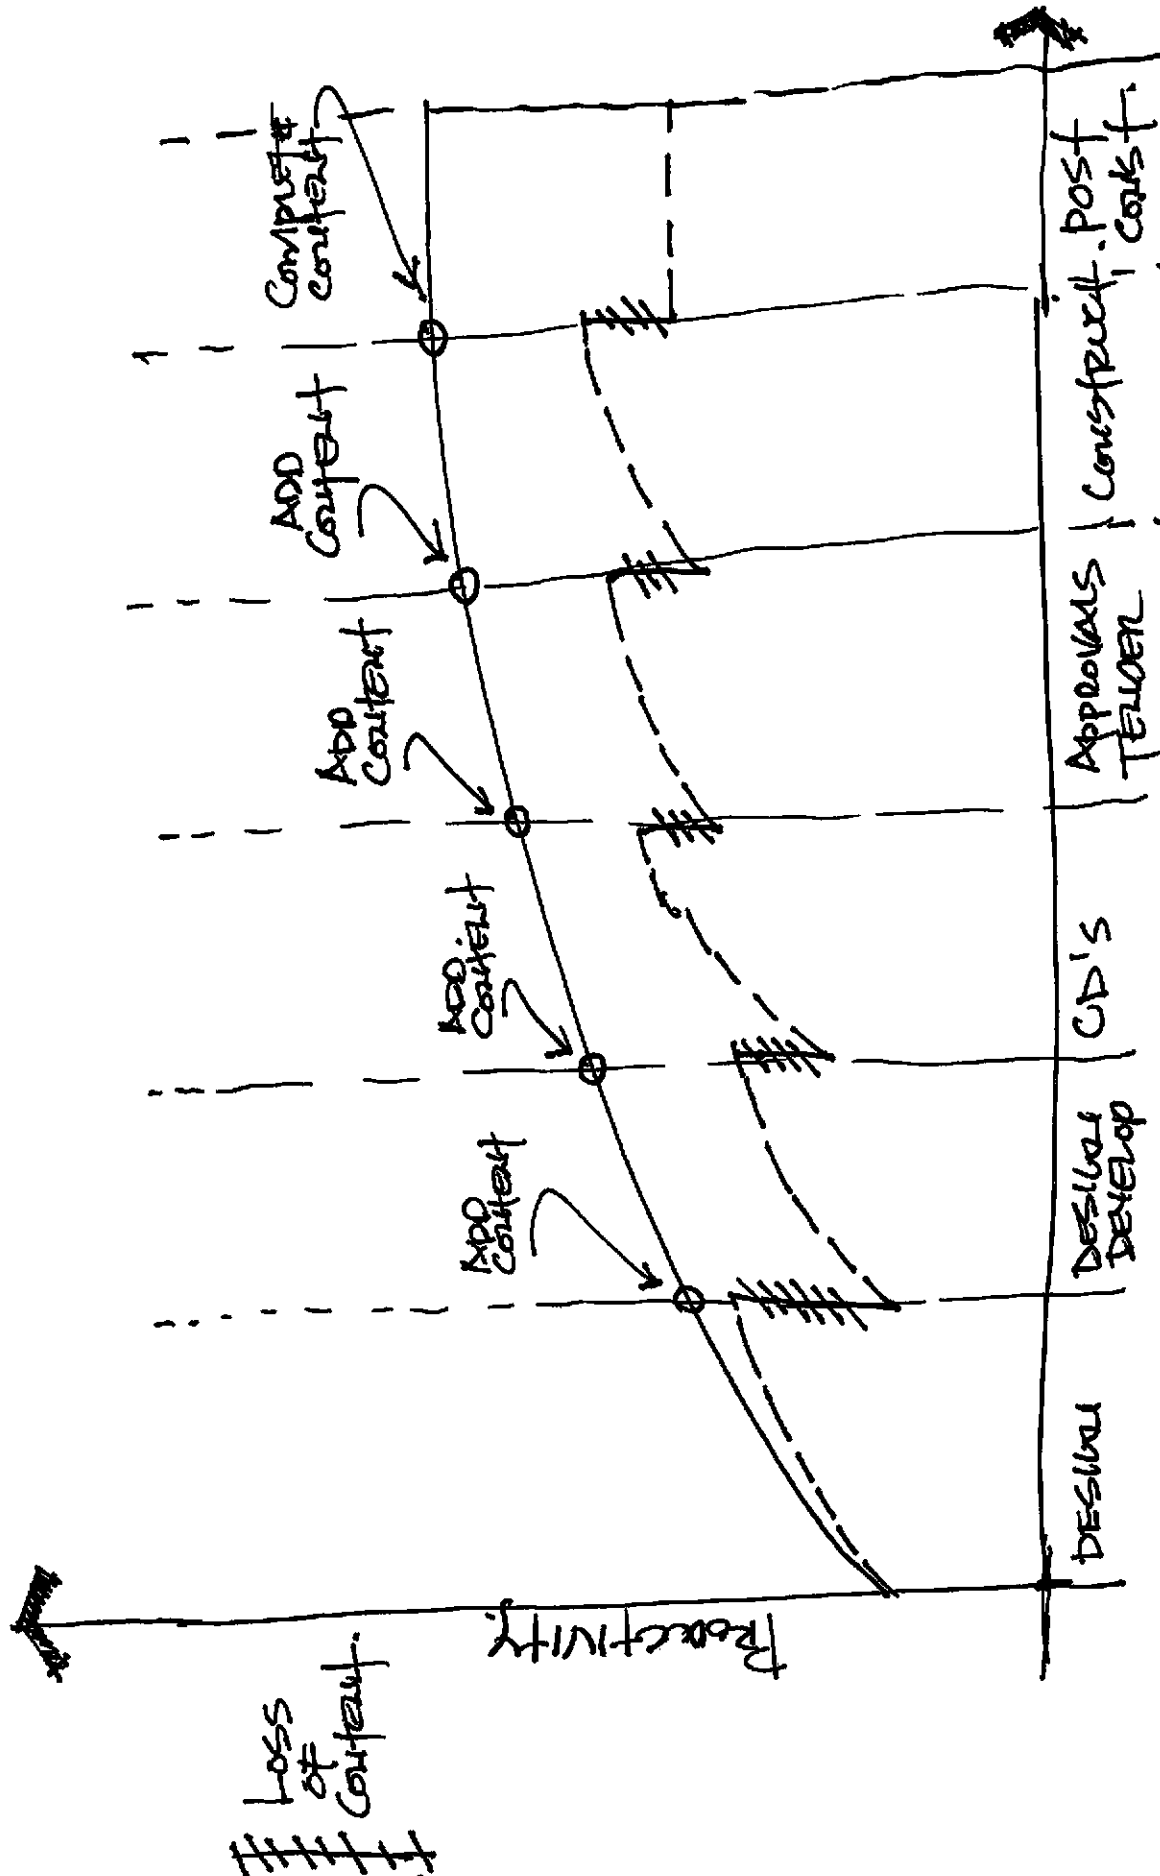 LOSS
OF
CONTENT.
ADD
CONTENT
ADD
CONTENT
ADD
CONTENT
ADD
CONTENT
COMPLETE
CONTENT
DESIGN
DESIGN
DEVELOP
CD'S
APPROVALS
TENDER
CONSTRUCT.
POST
CONST.